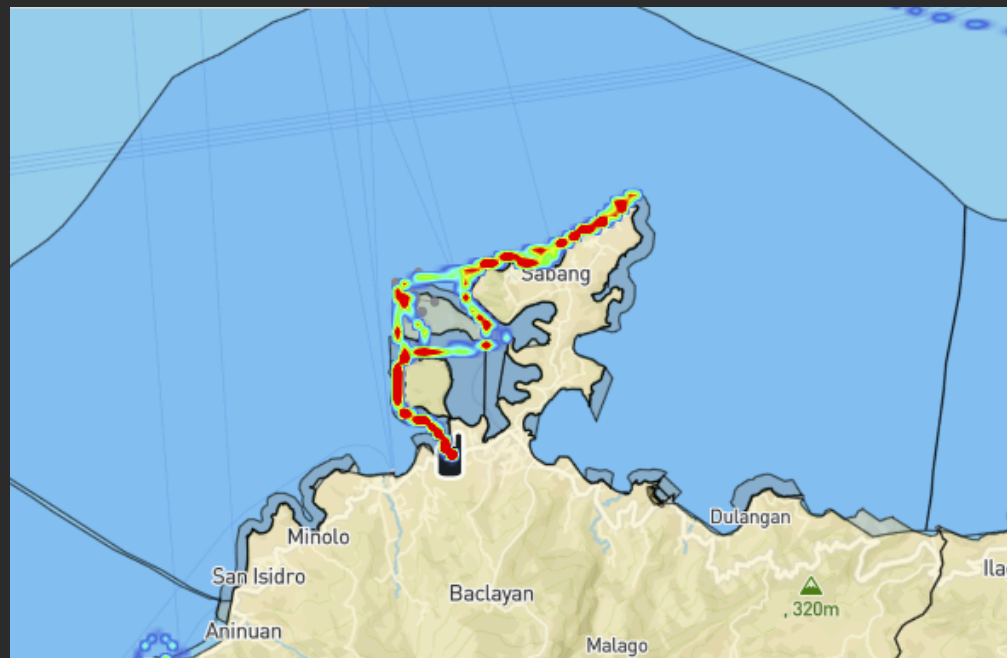 Sabang
Dulangan
Minolo
San Isidro
Baclayan
, 320m
Aninuan
Malago